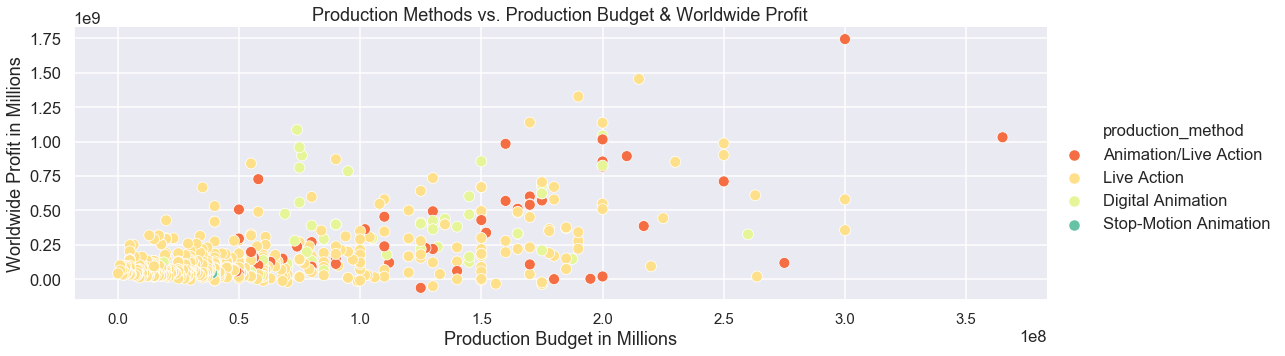 Production Methods vs. Production Budget & Worldwide Profit
1e9
1.75
1.50
1.25
1.00
0.75
0.50
0.25
0.00
Worldwide Profit in Millions
0.0 0.5 1.0 1.5 2.0 2.5 3.0 3.5
1e8
Production Budget in Millions
production_method
Animation/Live Action
Live Action
Digital Animation
Stop-Motion Animation